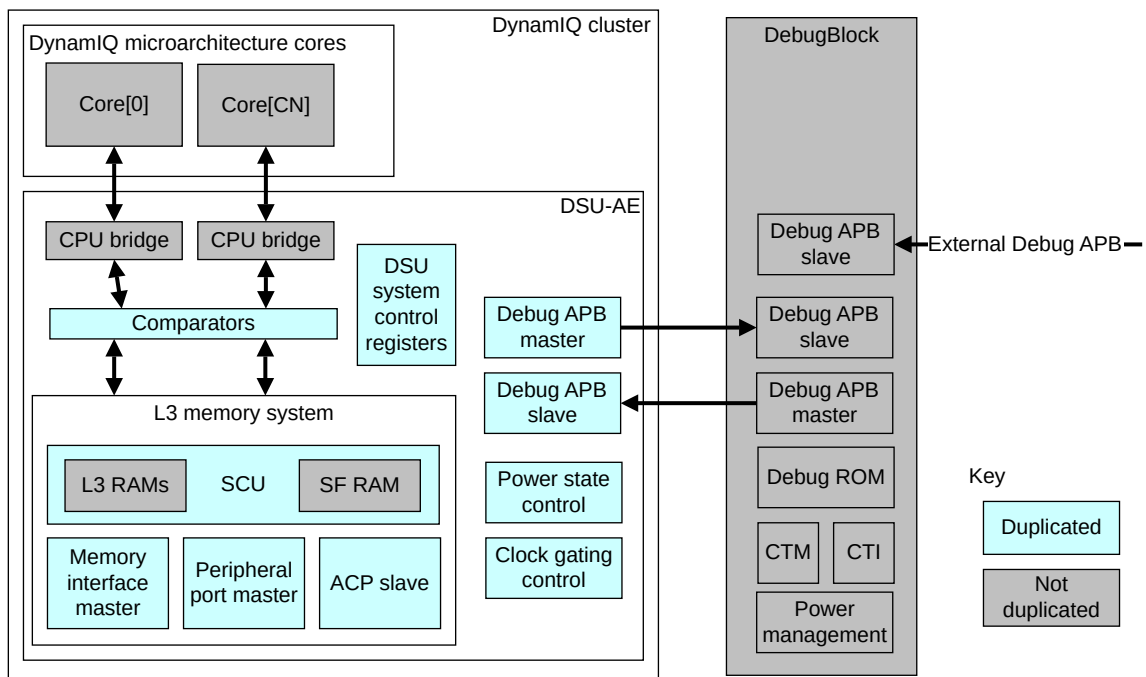 DynamIQ cluster
DynamIQ microarchitecture cores
Core[0]
Core[CN]
DSU-AE
CPU bridge
CPU bridge
DSU
system
control
registers
Comparators
Debug APB
master
Debug APB
slave
L3 memory system
L3 RAMs
SCU
SF RAM
Power state
control
Memory
interface
master
Peripheral
port master
ACP slave
Clock gating
control
DebugBlock
Debug APB
slave
External Debug APB
Debug APB
slave
Debug APB
master
Debug ROM
CTM
CTI
Power
management
Key
Duplicated
Not
duplicated